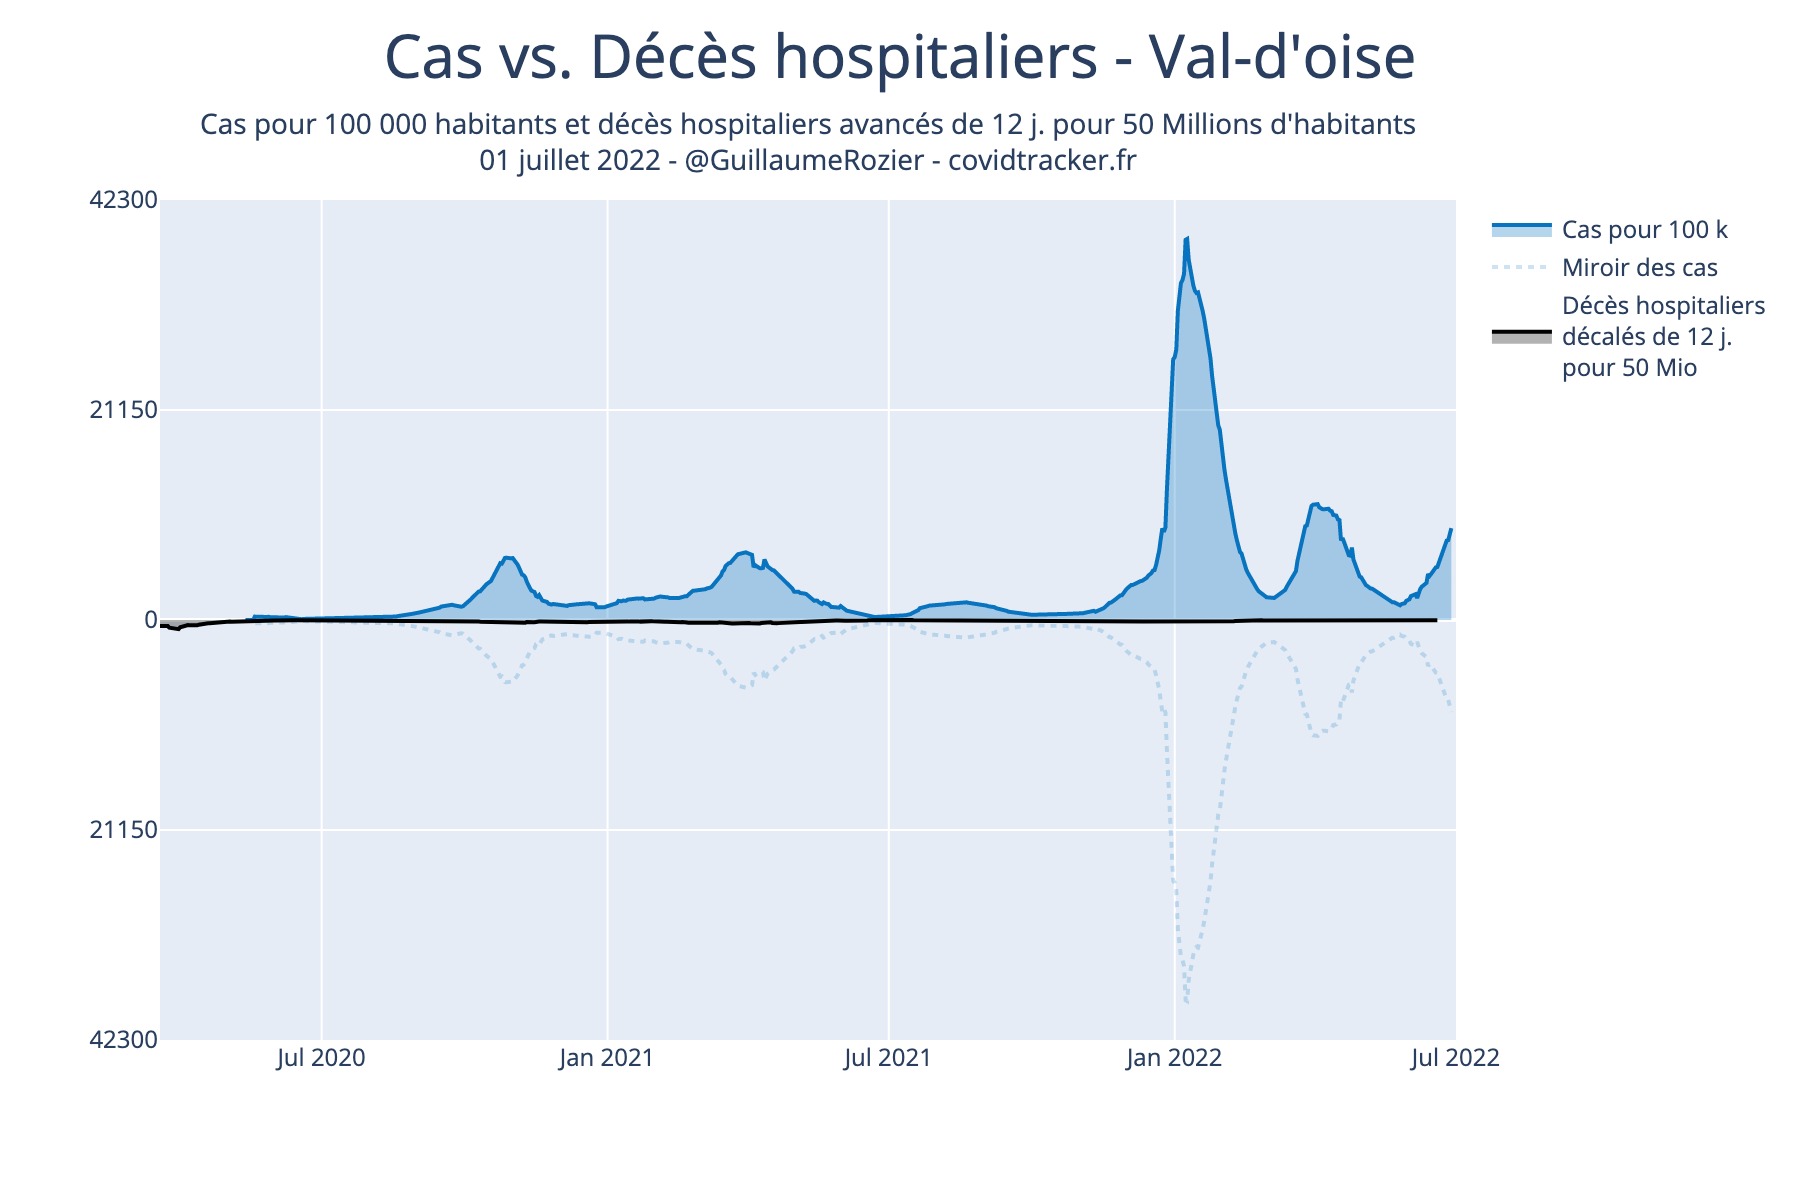 Cas vs. Décès hospitaliers - Val-d'oise
Cas pour 100 000 habitants et décès hospitaliers avancés de 12 j. pour 50 Millions d'habitants
01 juillet 2022 - @GuillaumeRozier - covidtracker.fr
42300
21150
0
21150
42300
Jul 2020
Jan 2021
Jul 2021
Jan 2022
Jul 2022
Cas pour 100 k
Miroir des cas
Décès hospitaliers
décalés de 12 j.
pour 50 Mio